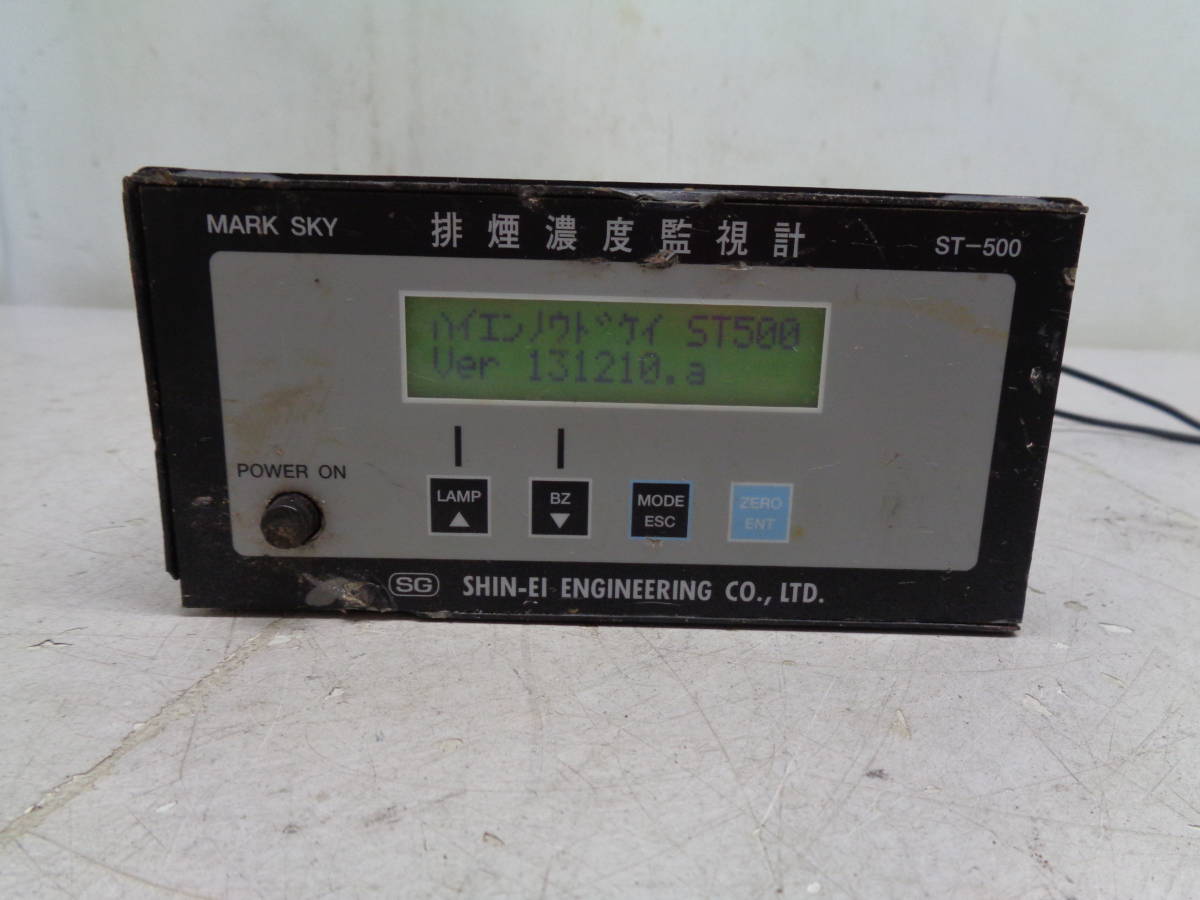 MARK SKY 排煙濃度監視計 ST-500
ハイエンノウドケイ ST500
Ver 131210.a
POWER ON
LAMP ▲
BZ ▼
MODE ESC
ZERO ENT
SG SHIN-EI ENGINEERING CO., LTD.